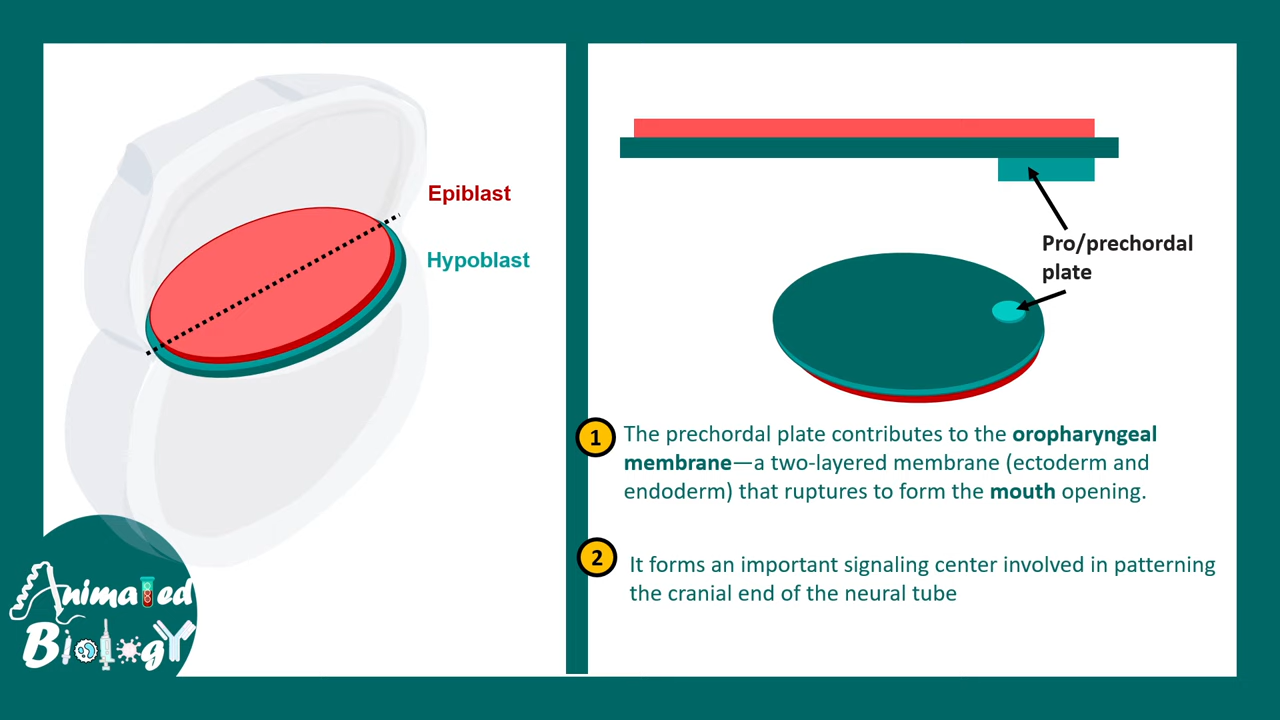 Epiblast
Hypoblast
Pro/prechordal
plate
1
The prechordal plate contributes to the oropharyngeal
membrane—a two-layered membrane (ectoderm and
endoderm) that ruptures to form the mouth opening.
2
It forms an important signaling center involved in patterning
the cranial end of the neural tube
Animated
Biology